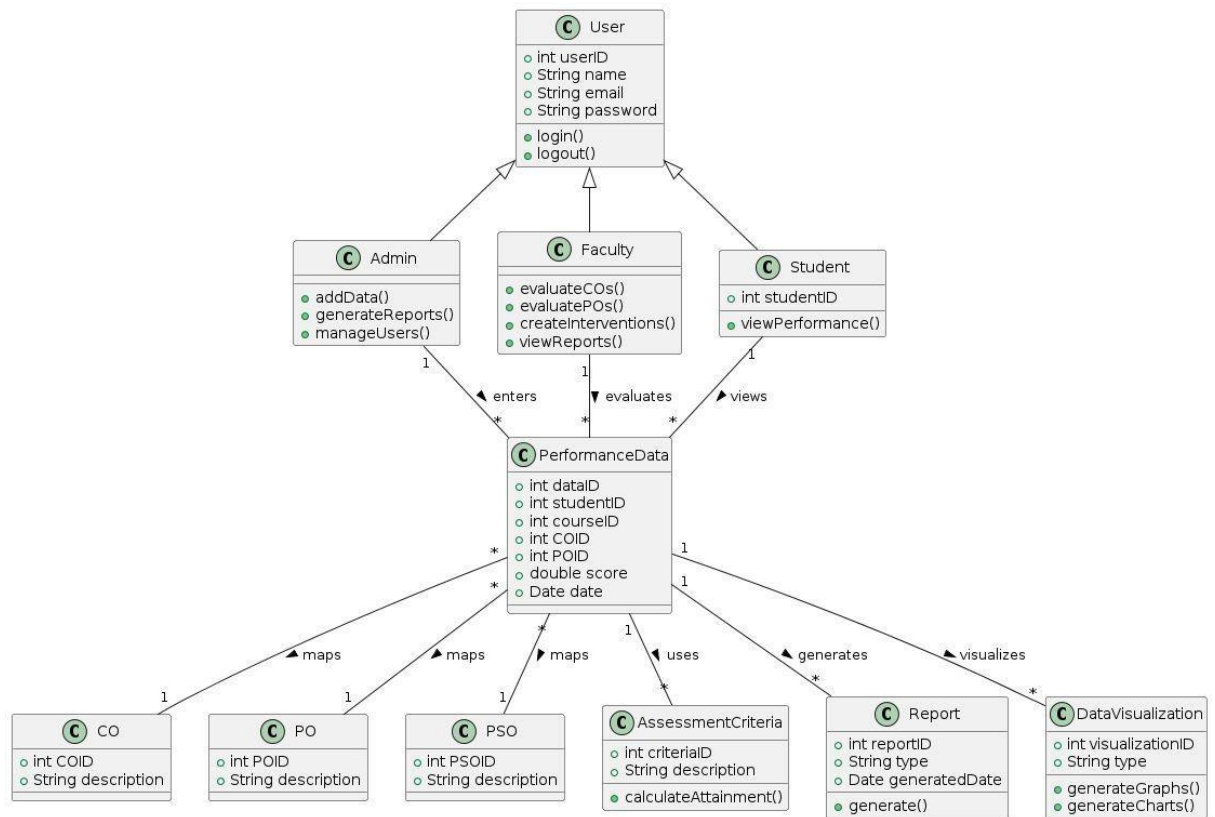 C User
int userID
String name
String email
String password
login()
logout()
C Admin
addData()
generateReports()
manageUsers()
C Faculty
evaluateCOs()
evaluatePOs()
createInterventions()
viewReports()
C Student
int studentID
viewPerformance()
1
enters
*
1
evaluates
*
1
views
*
C PerformanceData
int dataID
int studentID
int courseID
int COID
int POID
double score
Date date
*
maps
1
*
maps
1
*
maps
1
1
uses
*
1
generates
*
1
visualizes
*
C CO
int COID
String description
C PO
int POID
String description
C PSO
int PSOID
String description
C AssessmentCriteria
int criteriaID
String description
calculateAttainment()
C Report
int reportID
String type
Date generatedDate
generate()
C DataVisualization
int visualizationID
String type
generateGraphs()
generateCharts()